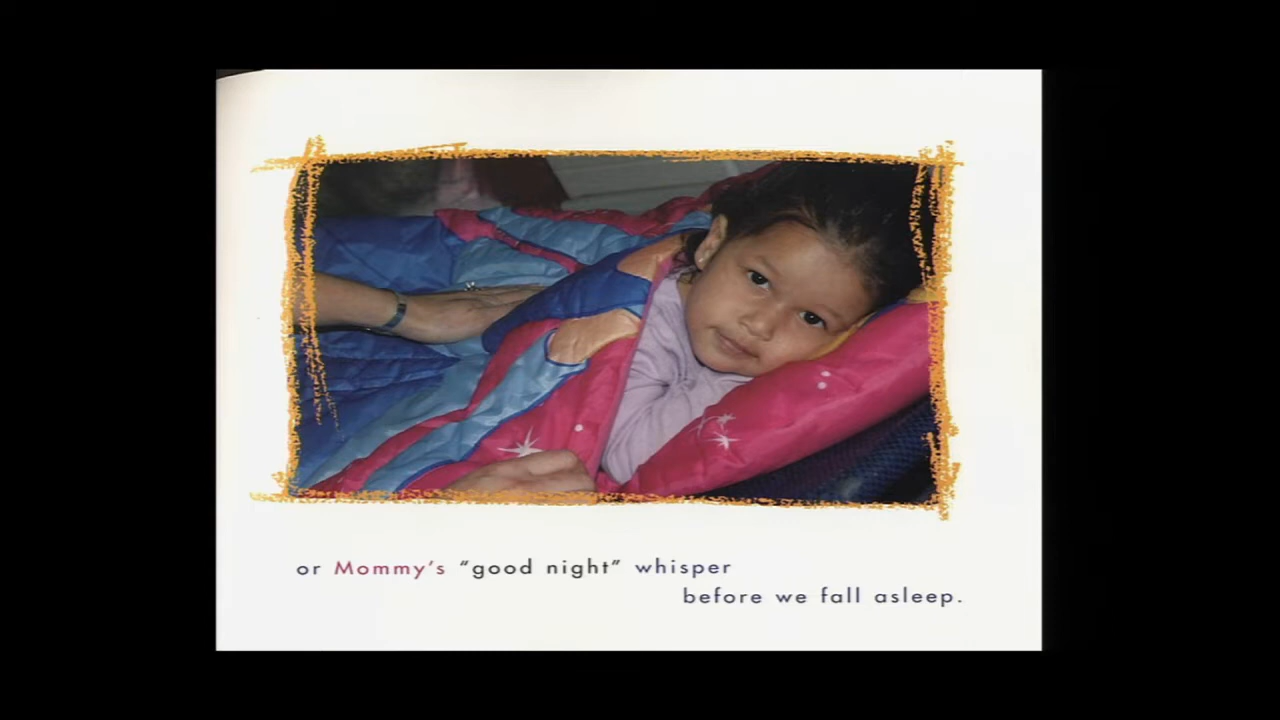 or Mommy's “good night” whisper
before we fall asleep.